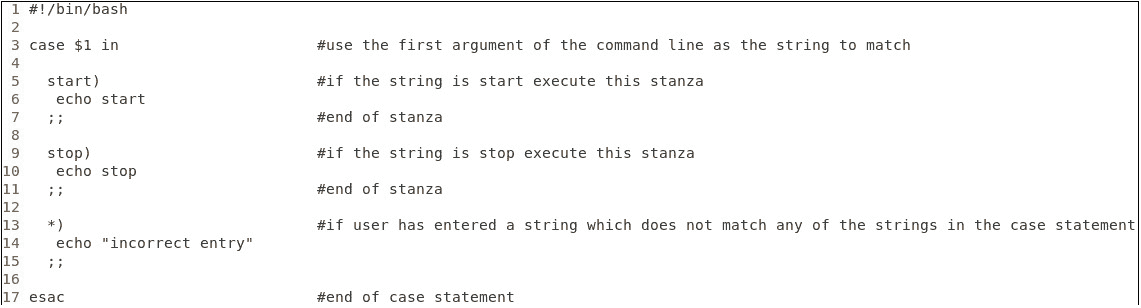 1 #!/bin/bash
2
3 case $1 in                      #use the first argument of the command line as the string to match
4
5   start)                        #if the string is start execute this stanza
6    echo start
7   ;;                            #end of stanza
8
9   stop)                         #if the string is stop execute this stanza
10    echo stop
11   ;;                            #end of stanza
12
13   *)                            #if user has entered a string which does not match any of the strings in the case statement
14    echo "incorrect entry"
15   ;;
16
17 esac                            #end of case statement